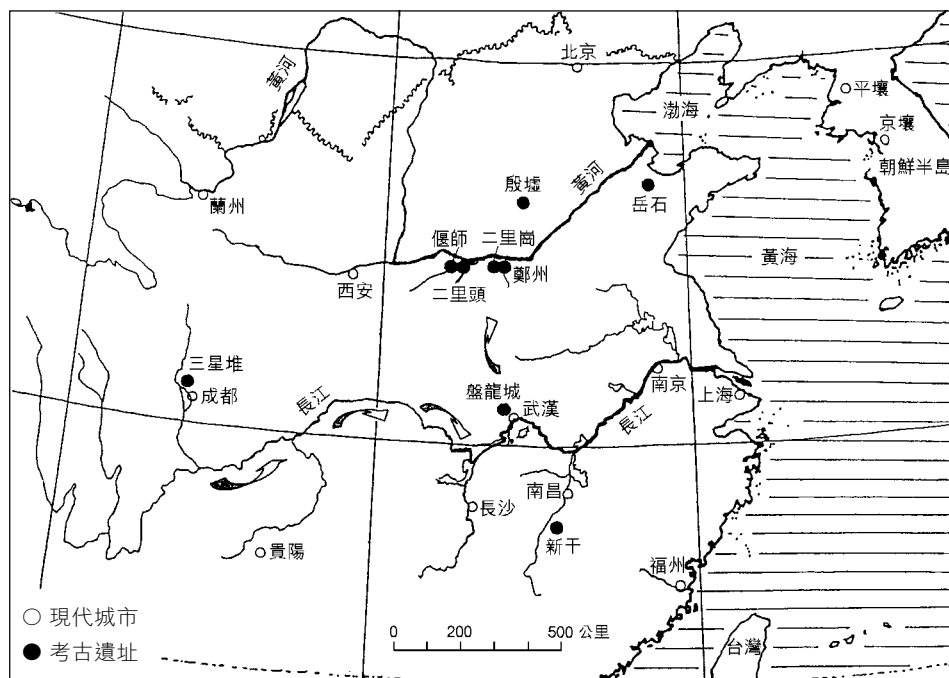 北京
黃河
平壤
渤海
京壤
朝鮮半島
黃河
殷墟
岳石
蘭州
偃師
二里崗
黃海
鄭州
西安
二里頭
三星堆
成都
盤龍城
南京
上海
長江
武漢
長江
南昌
長沙
新干
貴陽
福州
○ 現代城市
● 考古遺址
0 200 500 公里
台灣